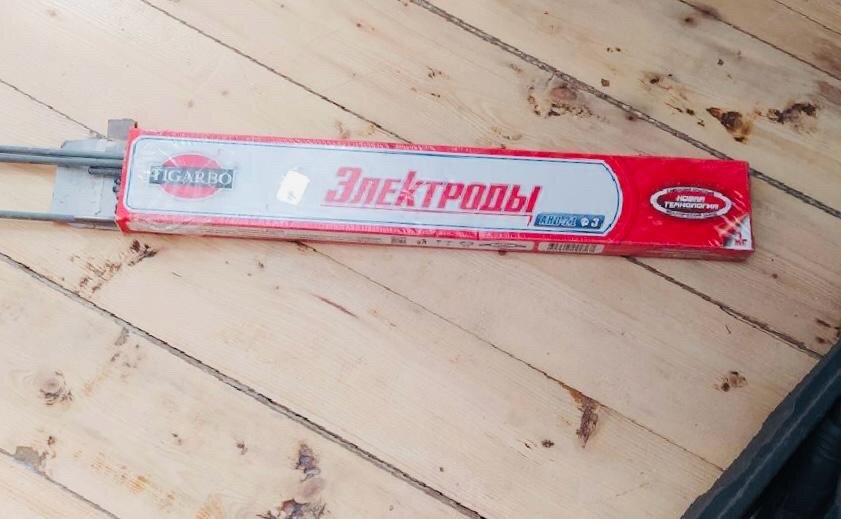 TIGARBO
Электроды
АНО-21 Ф 3
НОВАЯ
ТЕХНОЛОГИЯ